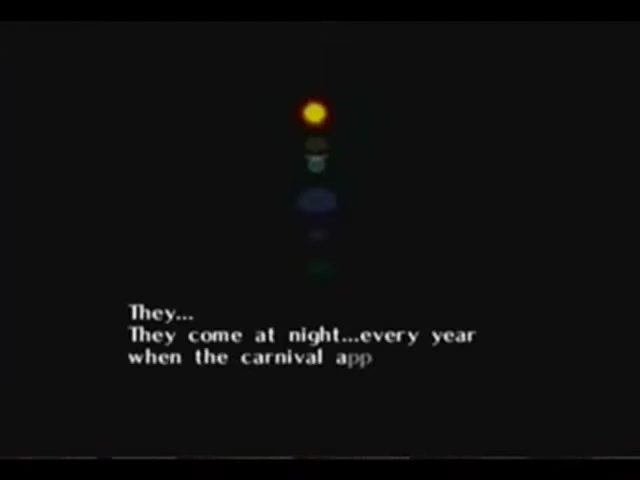 They...
They come at night...every year
when the carnival app